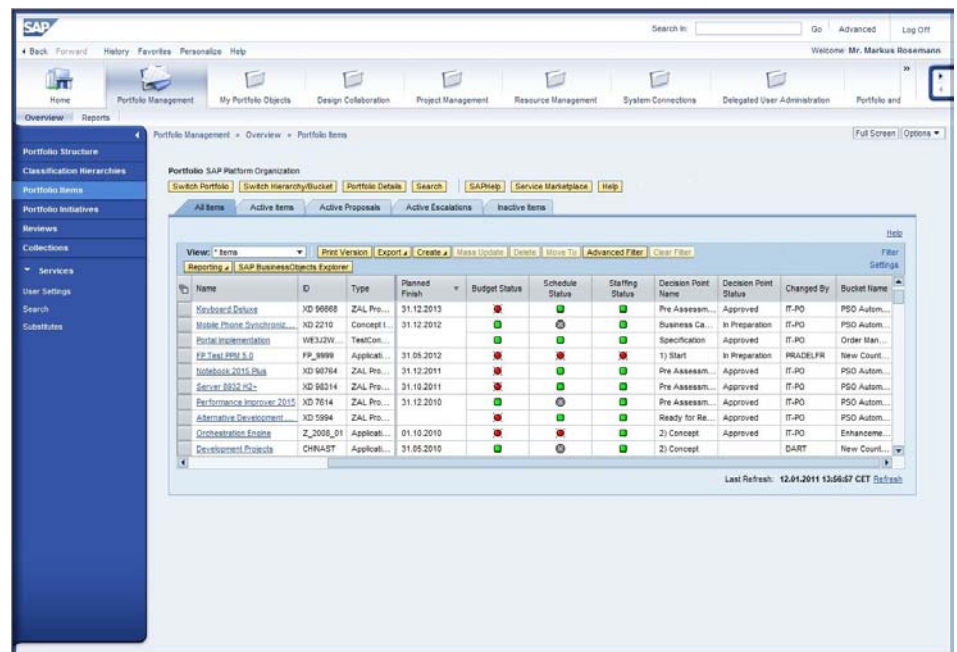 SAP
Search In: Go Advanced Log Off
Back Forward History Favorites Personalize Help Welcome Mr. Markus Rosemann
Home Portfolio Management My Portfolio Objects Design Collaboration Project Management Resource Management System Connections Delegated User Administration Portfolio and
Overview Reports
Portfolio Management Overview Portfolio Items Full Screen Options
Portfolio Structure
Classification Hierarchies
Portfolio Items
Portfolio Initiatives
Reviews
Collections
Services
User Settings
Search
Substitutes
Portfolio SAP Platform Organization
Switch Portfolio Switch Hierarchy/Bucket Portfolio Details Search SAPHelp Service Marketplace Help
All Items Active Items Active Proposals Active Escalations Inactive Items
Help
View: * Items Print Version Export Create Mass Update Delete Move To Advanced Filter Clear Filter Filter
Reporting SAP BusinessObjects Explorer Settings
Name ID Type Planned Finish Budget Status Schedule Status Staffing Status Decision Point Name Decision Point Status Changed By Bucket Name
Keyboard Deluxe XD 96668 ZAL Pro... 31.12.2013 Pre Assessm... Approved IT-PO PSO Autom...
Mobile Phone Synchroniz... XD 2210 Concept I... 31.12.2012 Business Ca... In Preparation IT-PO PSO Autom...
Portal Implementation WE3J2W... TestCon... Specification Approved IT-PO Order Man...
FP Test PPM 5.0 FP_9999 Applicati... 31.05.2012 1) Start In Preparation PRADELFR New Count...
Notebook 2015 Plus XD 98764 ZAL Pro... 31.12.2011 Pre Assessm... Approved IT-PO PSO Autom...
Server 8932 H2+ XD 98314 ZAL Pro... 31.10.2011 Pre Assessm... Approved IT-PO PSO Autom...
Performance Improver 2015 XD 7614 ZAL Pro... 31.12.2010 Pre Assessm... Approved IT-PO PSO Autom...
Alternative Development ... XD 5994 ZAL Pro... Ready for Re... Approved IT-PO PSO Autom...
Orchestration Engine Z_2008_01 Applicati... 01.10.2010 2) Concept Approved IT-PO Enhanceme...
Development Projects CHINAST Applicati... 31.05.2010 2) Concept DART New Count...
Last Refresh: 12.01.2011 13:56:57 CET Refresh